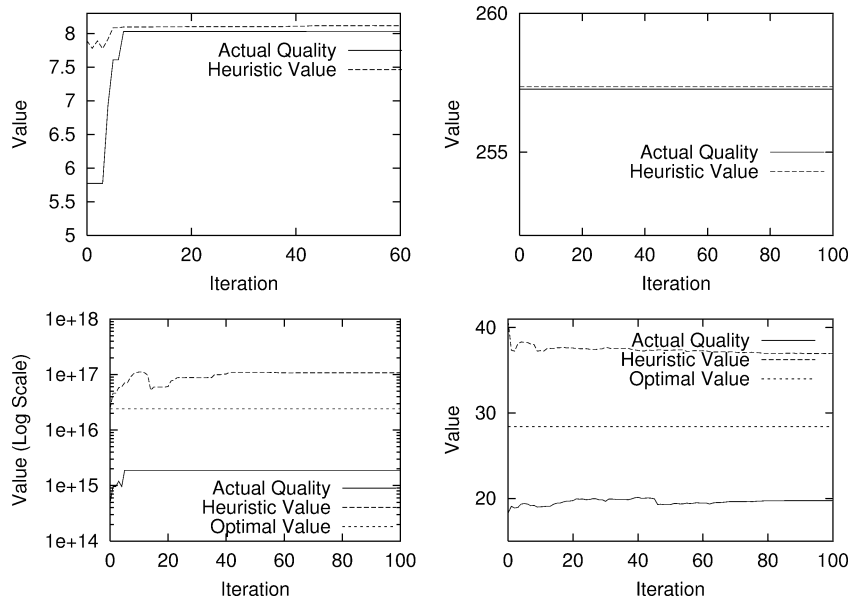 8
7.5
7
6.5
6
5.5
5
Value
0
20
40
60
Iteration
Actual Quality
Heuristic Value
260
255
Value
0
20
40
60
80
100
Iteration
Actual Quality
Heuristic Value
1e+18
1e+17
1e+16
1e+15
1e+14
Value (Log Scale)
0
20
40
60
80
100
Iteration
Actual Quality
Heuristic Value
Optimal Value
40
30
20
Value
0
20
40
60
80
100
Iteration
Actual Quality
Heuristic Value
Optimal Value